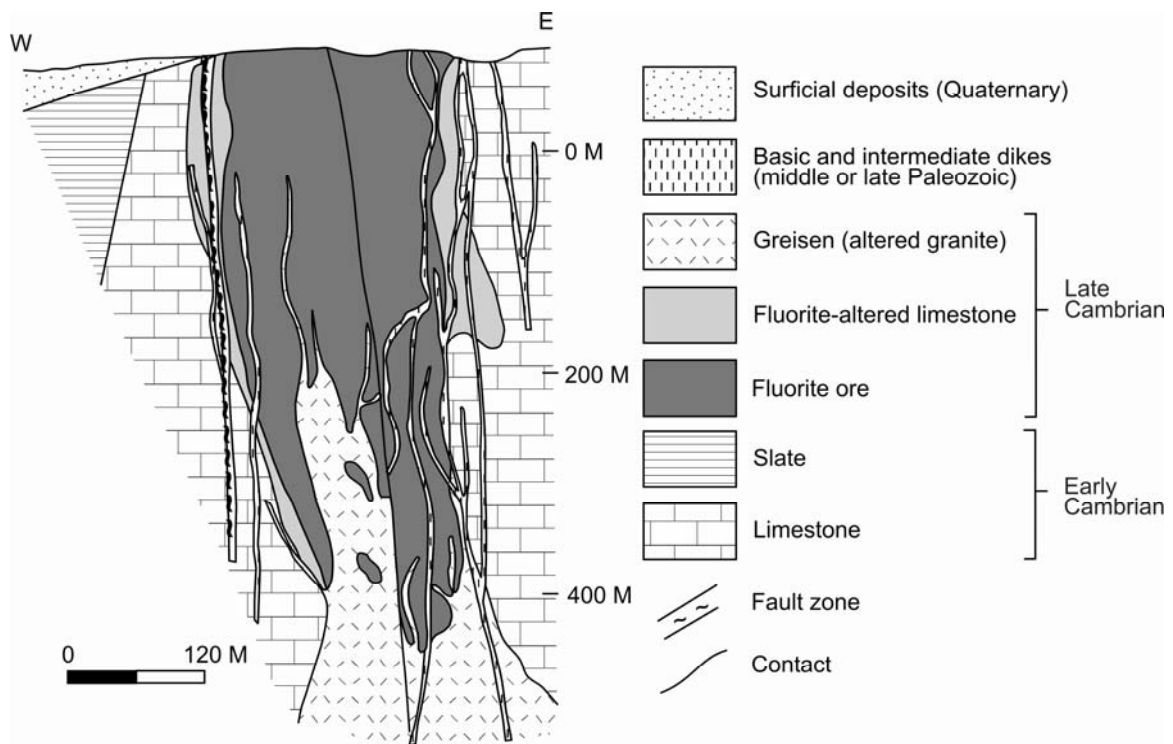 W
E
0 M
200 M
400 M
0
120 M
Surficial deposits (Quaternary)
Basic and intermediate dikes
(middle or late Paleozoic)
Greisen (altered granite)
Fluorite-altered limestone
Fluorite ore
Late
Cambrian
Slate
Limestone
Early
Cambrian
Fault zone
Contact